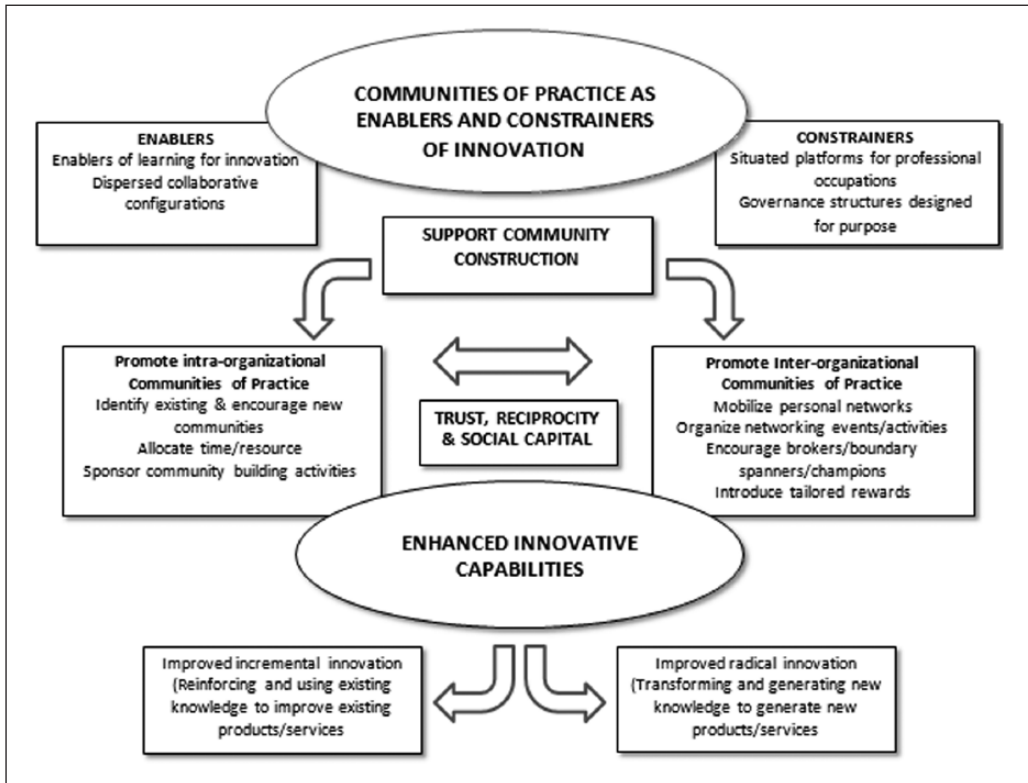 COMMUNITIES OF PRACTICE AS
ENABLERS AND CONSTRAINERS
OF INNOVATION
ENABLERS
Enablers of learning for innovation
Dispersed collaborative
configurations
CONSTRAINERS
Situated platforms for professional
occupations
Governance structures designed
for purpose
SUPPORT COMMUNITY
CONSTRUCTION
Promote intra-organizational
Communities of Practice
Identify existing & encourage new
communities
Allocate time/resource
Sponsor community building activities
TRUST, RECIPROCITY
& SOCIAL CAPITAL
Promote Inter-organizational
Communities of Practice
Mobilize personal networks
Organize networking events/activities
Encourage brokers/boundary
spanners/champions
Introduce tailored rewards
ENHANCED INNOVATIVE
CAPABILITIES
Improved incremental innovation
(Reinforcing and using existing
knowledge to improve existing
products/services
Improved radical innovation
(Transforming and generating new
knowledge to generate new
products/services